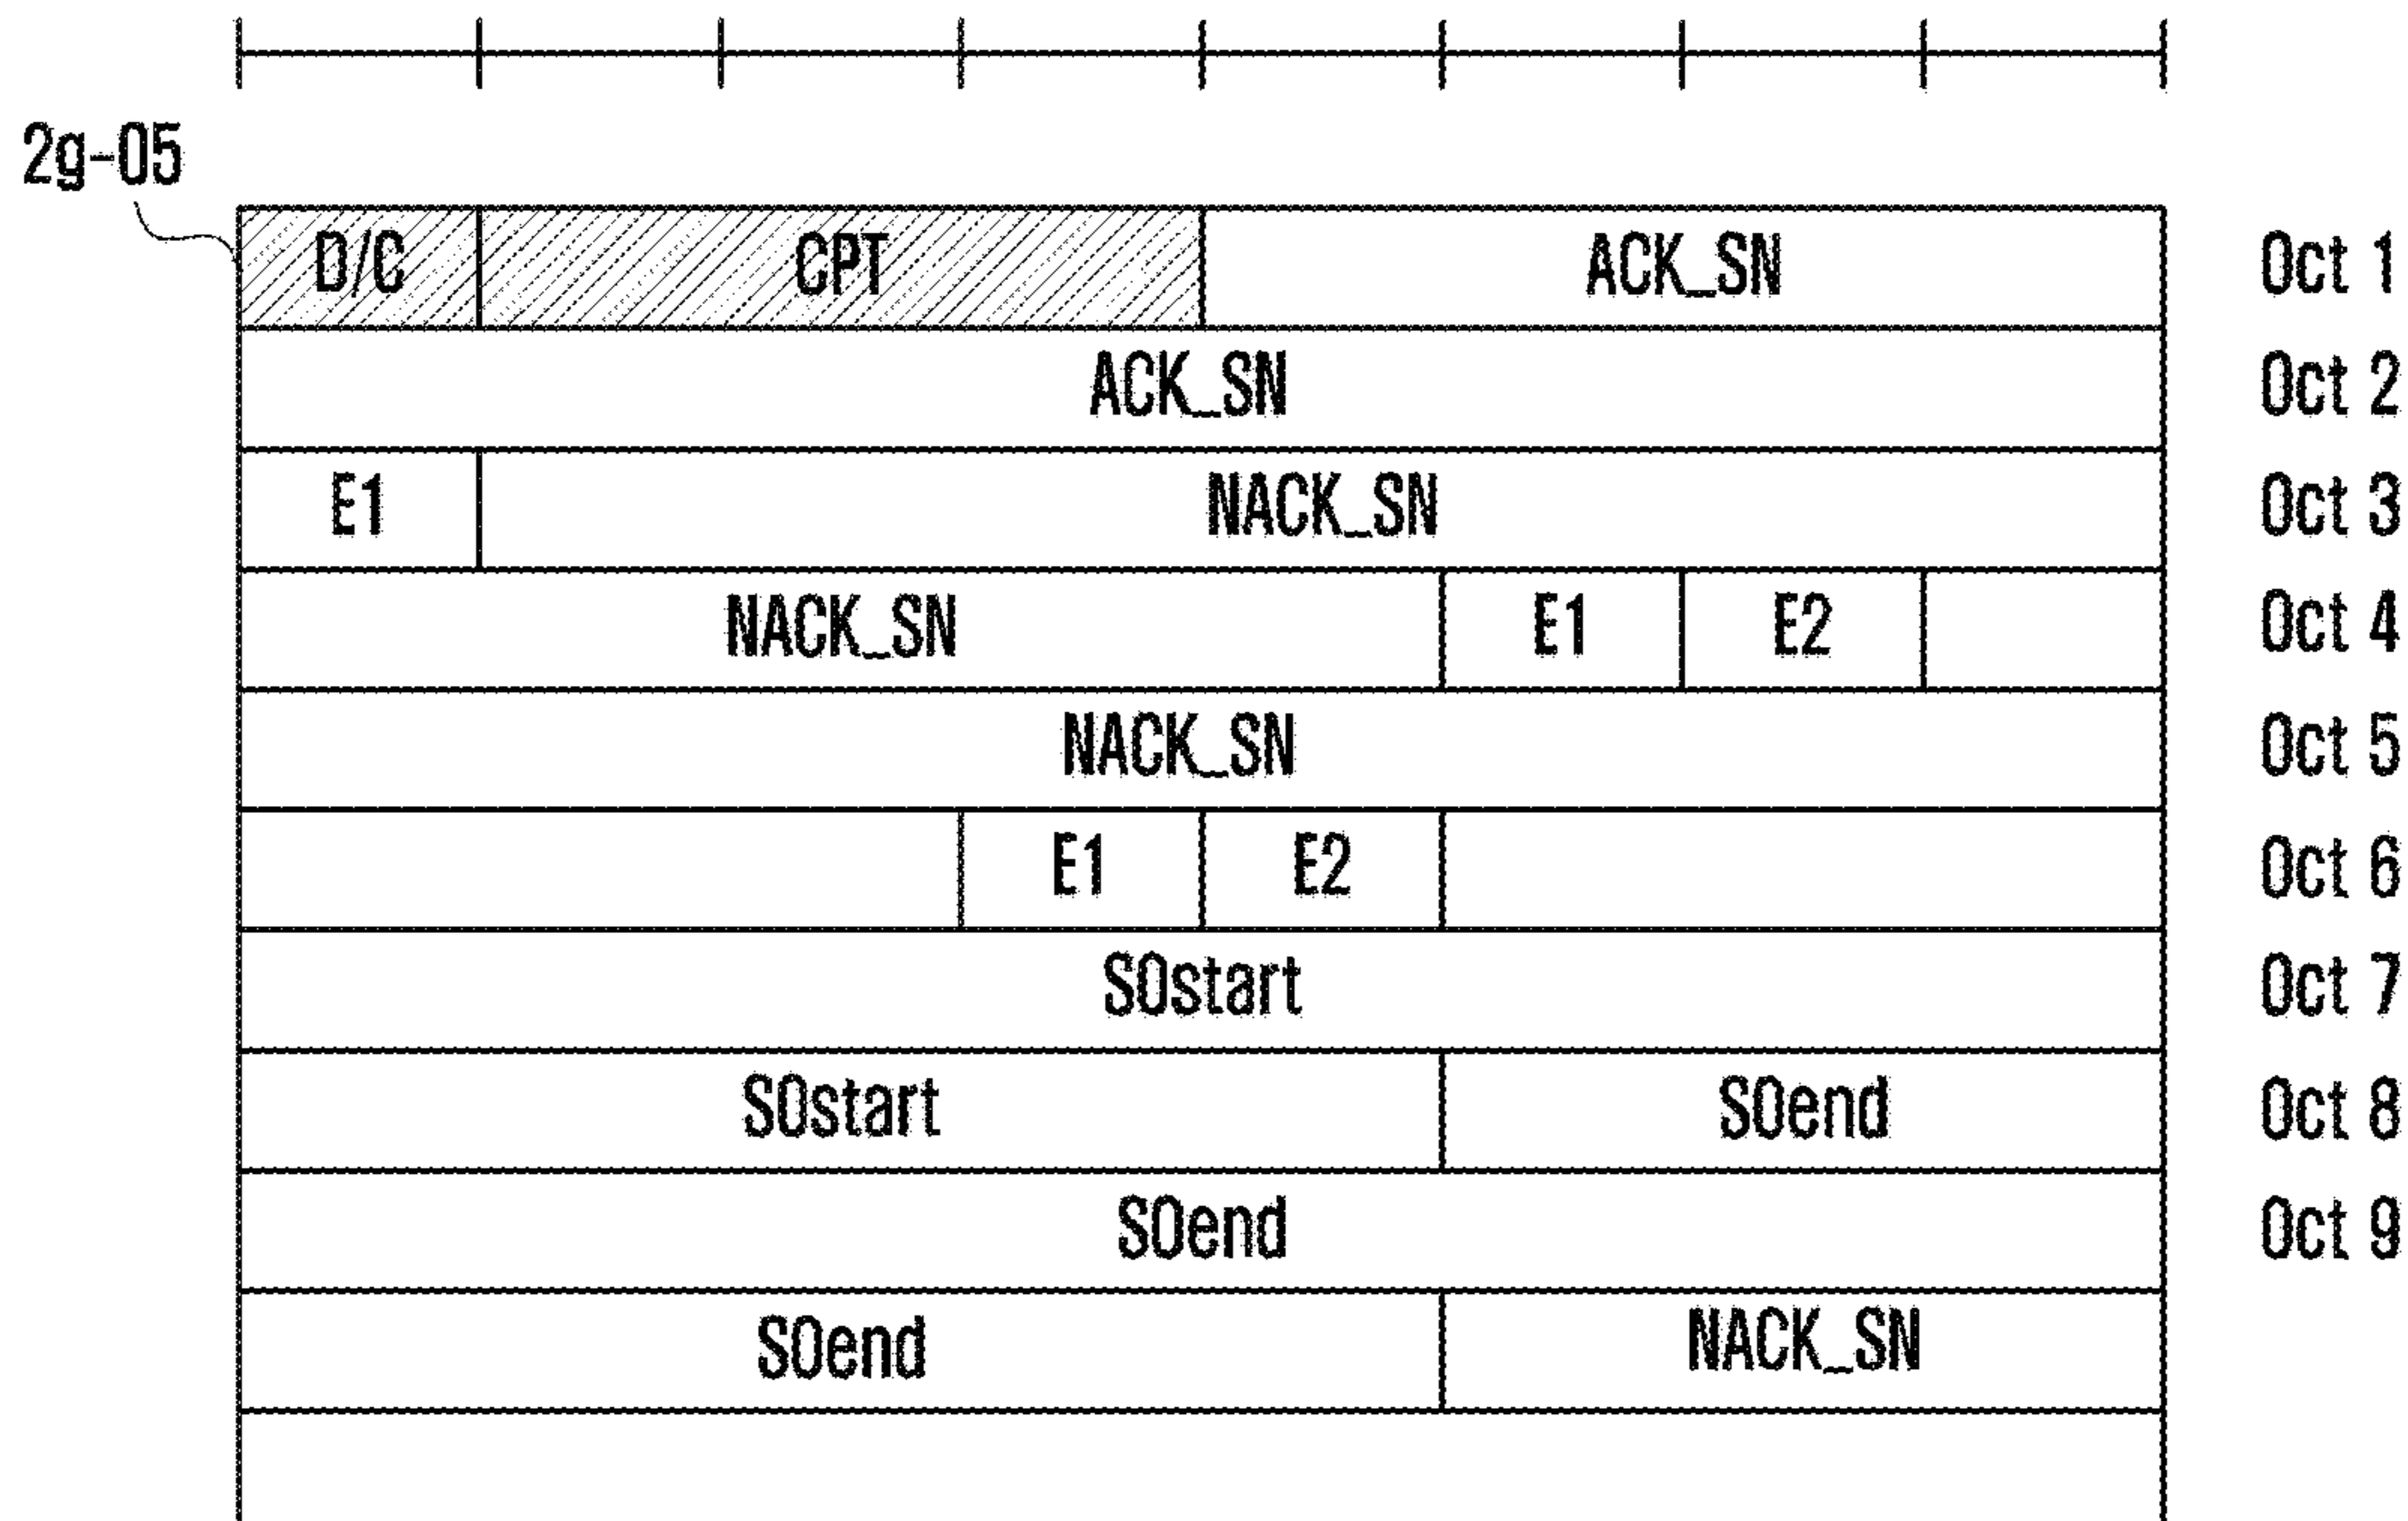 2g-05
D/C CPT ACK_SN Oct 1
ACK_SN Oct 2
E1 NACK_SN Oct 3
NACK_SN E1 E2 Oct 4
NACK_SN Oct 5
E1 E2 Oct 6
SOstart Oct 7
SOstart SOend Oct 8
SOend Oct 9
SOend NACK_SN